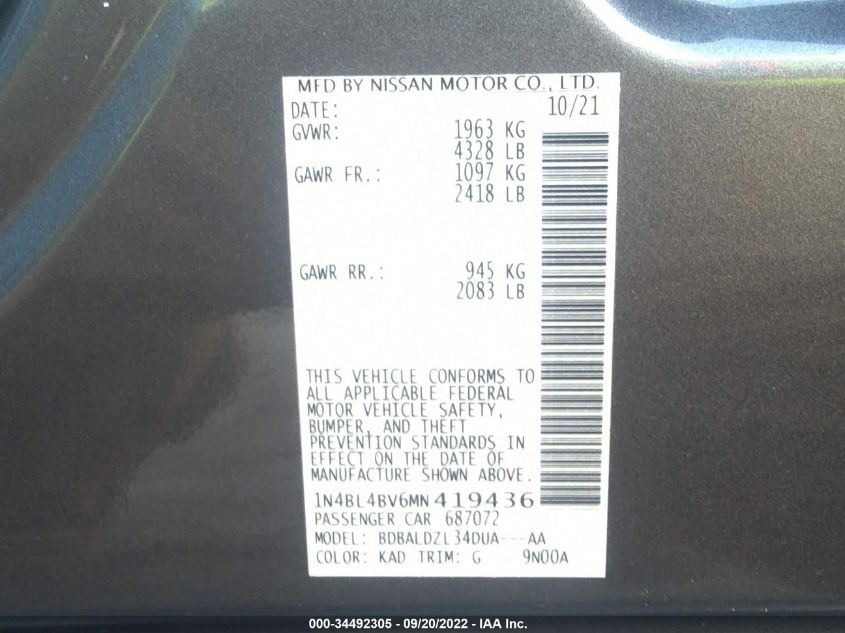 MFD BY NISSAN MOTOR CO., LTD.
DATE: 10/21
GVWR: 1963 KG
4328 LB
GAWR FR.: 1097 KG
2418 LB
GAWR RR.: 945 KG
2083 LB
THIS VEHICLE CONFORMS TO
ALL APPLICABLE FEDERAL
MOTOR VEHICLE SAFETY,
BUMPER, AND THEFT
PREVENTION STANDARDS IN
EFFECT ON THE DATE OF
MANUFACTURE SHOWN ABOVE.
1N4BL4BV6MN419436
PASSENGER CAR 687072
MODEL: BDBALDZL34DUA---AA
COLOR: KAD TRIM: G 9N00A
000-34492305 - 09/20/2022 - IAA Inc.